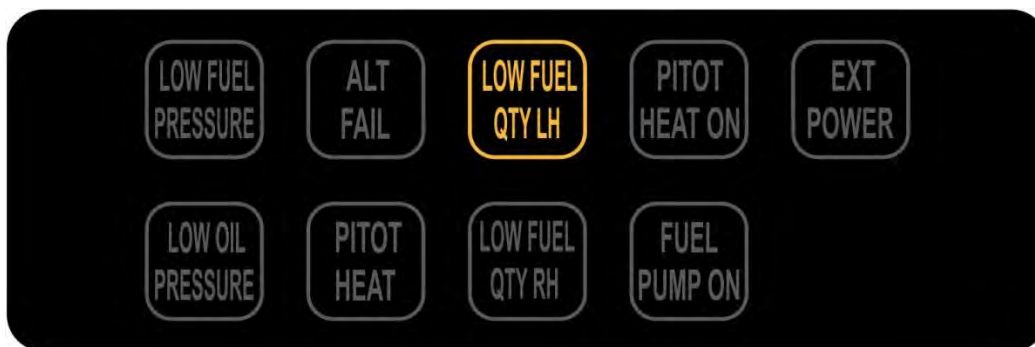 LOW FUEL
PRESSURE
ALT
FAIL
LOW FUEL
QTY LH
PITOT
HEAT ON
EXT
POWER
LOW OIL
PRESSURE
PITOT
HEAT
LOW FUEL
QTY RH
FUEL
PUMP ON